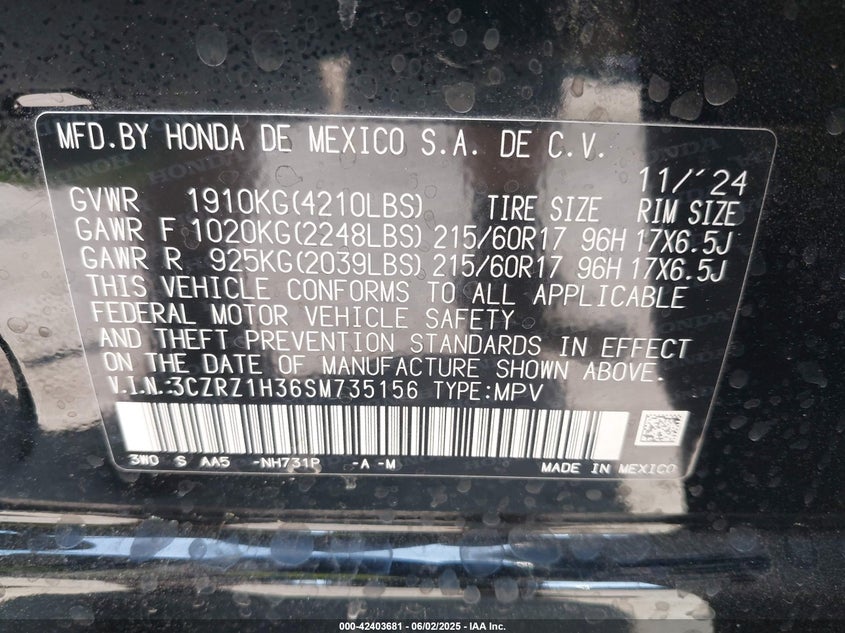 MFD.BY HONDA DE MEXICO S.A. DE C.V.
11/'24
GVWR 1910KG(4210LBS) TIRE SIZE RIM SIZE
GAWR F 1020KG(2248LBS) 215/60R17 96H 17X6.5J
GAWR R 925KG(2039LBS) 215/60R17 96H 17X6.5J
THIS VEHICLE CONFORMS TO ALL APPLICABLE
FEDERAL MOTOR VEHICLE SAFETY
AND THEFT PREVENTION STANDARDS IN EFFECT
ON THE DATE OF MANUFACTURE SHOWN ABOVE.
V.I.N.:3CZRZ1H36SM735156 TYPE:MPV
3W0 S AA5 -NH731P -A -M MADE IN MEXICO
000-42403681 - 06/02/2025 - IAA Inc.